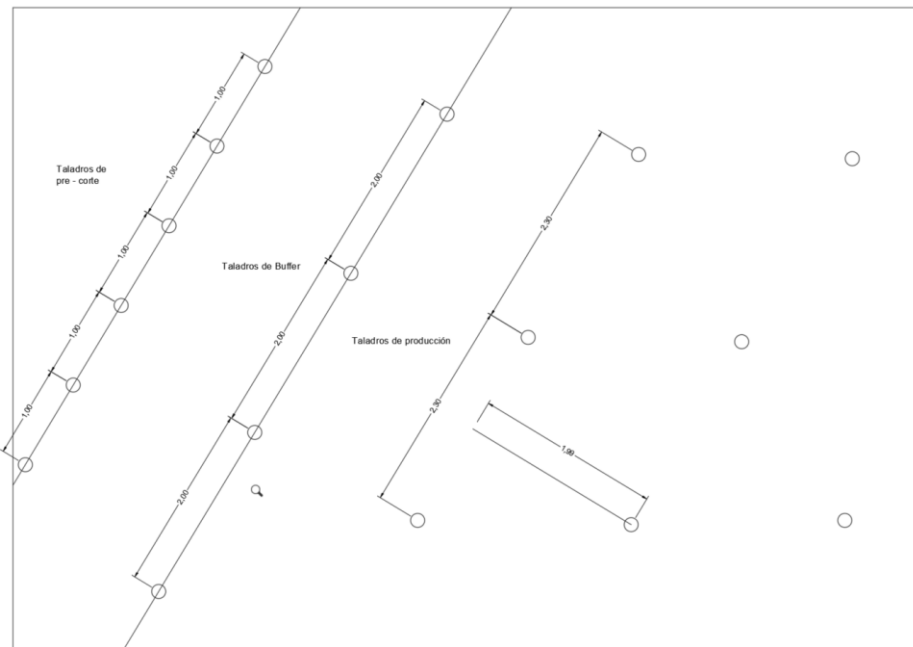 1,00
1,00
1,00
1,00
1,00
Taladros de
pre - corte
2,00
2,00
2,00
Taladros de Buffer
2,30
2,30
Taladros de producción
1,98